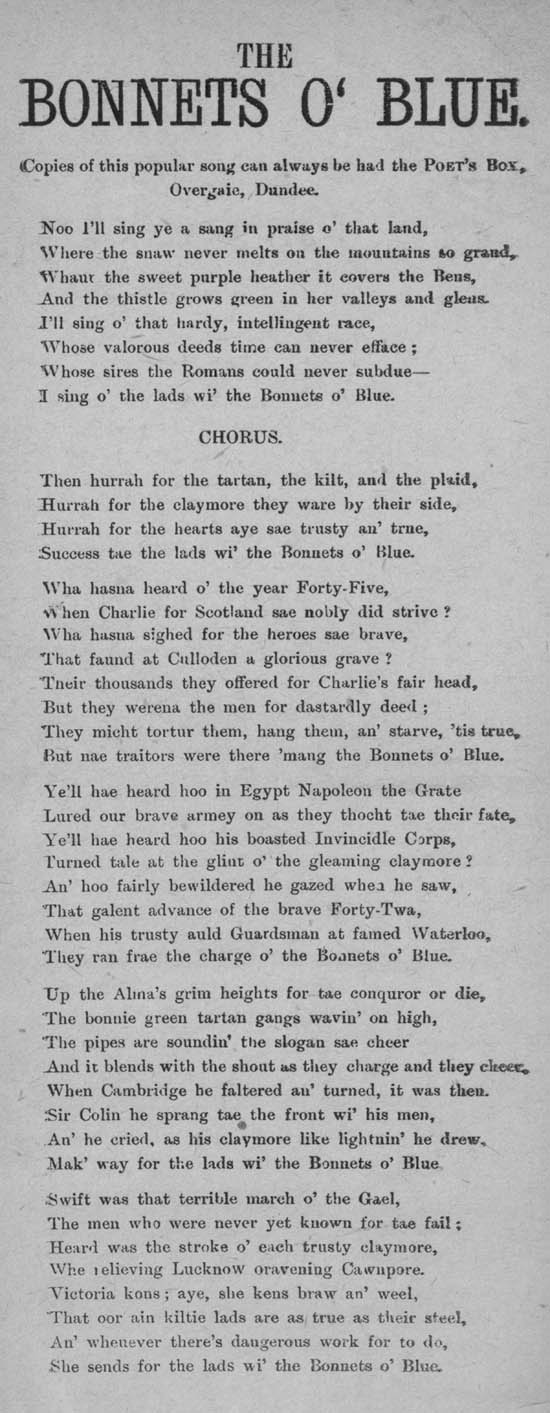 THE
BONNETS O' BLUE.
Copies of this popular song can always be had the POET'S BOX,
Overgaie, Dundee.
Noo I'll sing ye a sang in praise o' that land,
Where the snaw never melts on the mountains so grand,
Whaur the sweet purple heather it covers the Bens,
And the thistle grows green in her valleys and glens.
I'll sing o' that hardy, intellingent race,
Whose valorous deeds time can never efface ;
Whose sires the Romans could never subdue—
I sing o' the lads wi' the Bonnets o' Blue.
CHORUS.
Then hurrah for the tartan, the kilt, and the plaid,
Hurrah for the claymore they ware by their side,
Hurrah for the hearts aye sae trusty an' true,
Success tae the lads wi' the Bonnets o' Blue.
Wha hasna heard o' the year Forty-Five,
When Charlie for Scotland sae nobly did strive ?
Wha hasna sighed for the heroes sae brave,
That faund at Culloden a glorious grave ?
Their thousands they offered for Charlie's fair head,
But they werena the men for dastardly deed ;
They micht tortur them, hang them, an' starve, 'tis true,
But nae traitors were there 'mang the Bonnets o' Blue.
Ye'll hae heard hoo in Egypt Napoleon the Grate
Lured our brave armey on as they thocht tae their fate,
Ye'll hae heard hoo his boasted Invincidle Corps,
Turned tale at the glint o' the gleaming claymore ?
An' hoo fairly bewildered he gazed when he saw,
That galent advance of the brave Forty-Twa,
When his trusty auld Guardsman at famed Waterloo,
They ran frae the charge o' the Bonnets o' Blue.
Up the Alma's grim heights for tae conquror or die,
The bonnie green tartan gangs wavin' on high,
The pipes are soundin' the slogan sae cheer
And it blends with the shout as they charge and they cheer,
When Cambridge he faltered an' turned, it was then.
Sir Colin he sprang tae the front wi' his men,
An' he cried, as his claymore like lightnin' he drew,
Mak' way for the lads wi' the Bonnets o' Blue
Swift was that terrible march o' the Gael,
The men who were never yet known for tae fail ;
Heard was the stroke o' each trusty claymore,
Whe relieving Lucknow oravening Cawnpore.
Victoria kons ; aye, she kens braw an' weel,
That oor ain kiltie lads are as true as their steel,
An' whenever there's dangerous work for to do,
She sends for the lads wi' the Bonnets o' Blue.